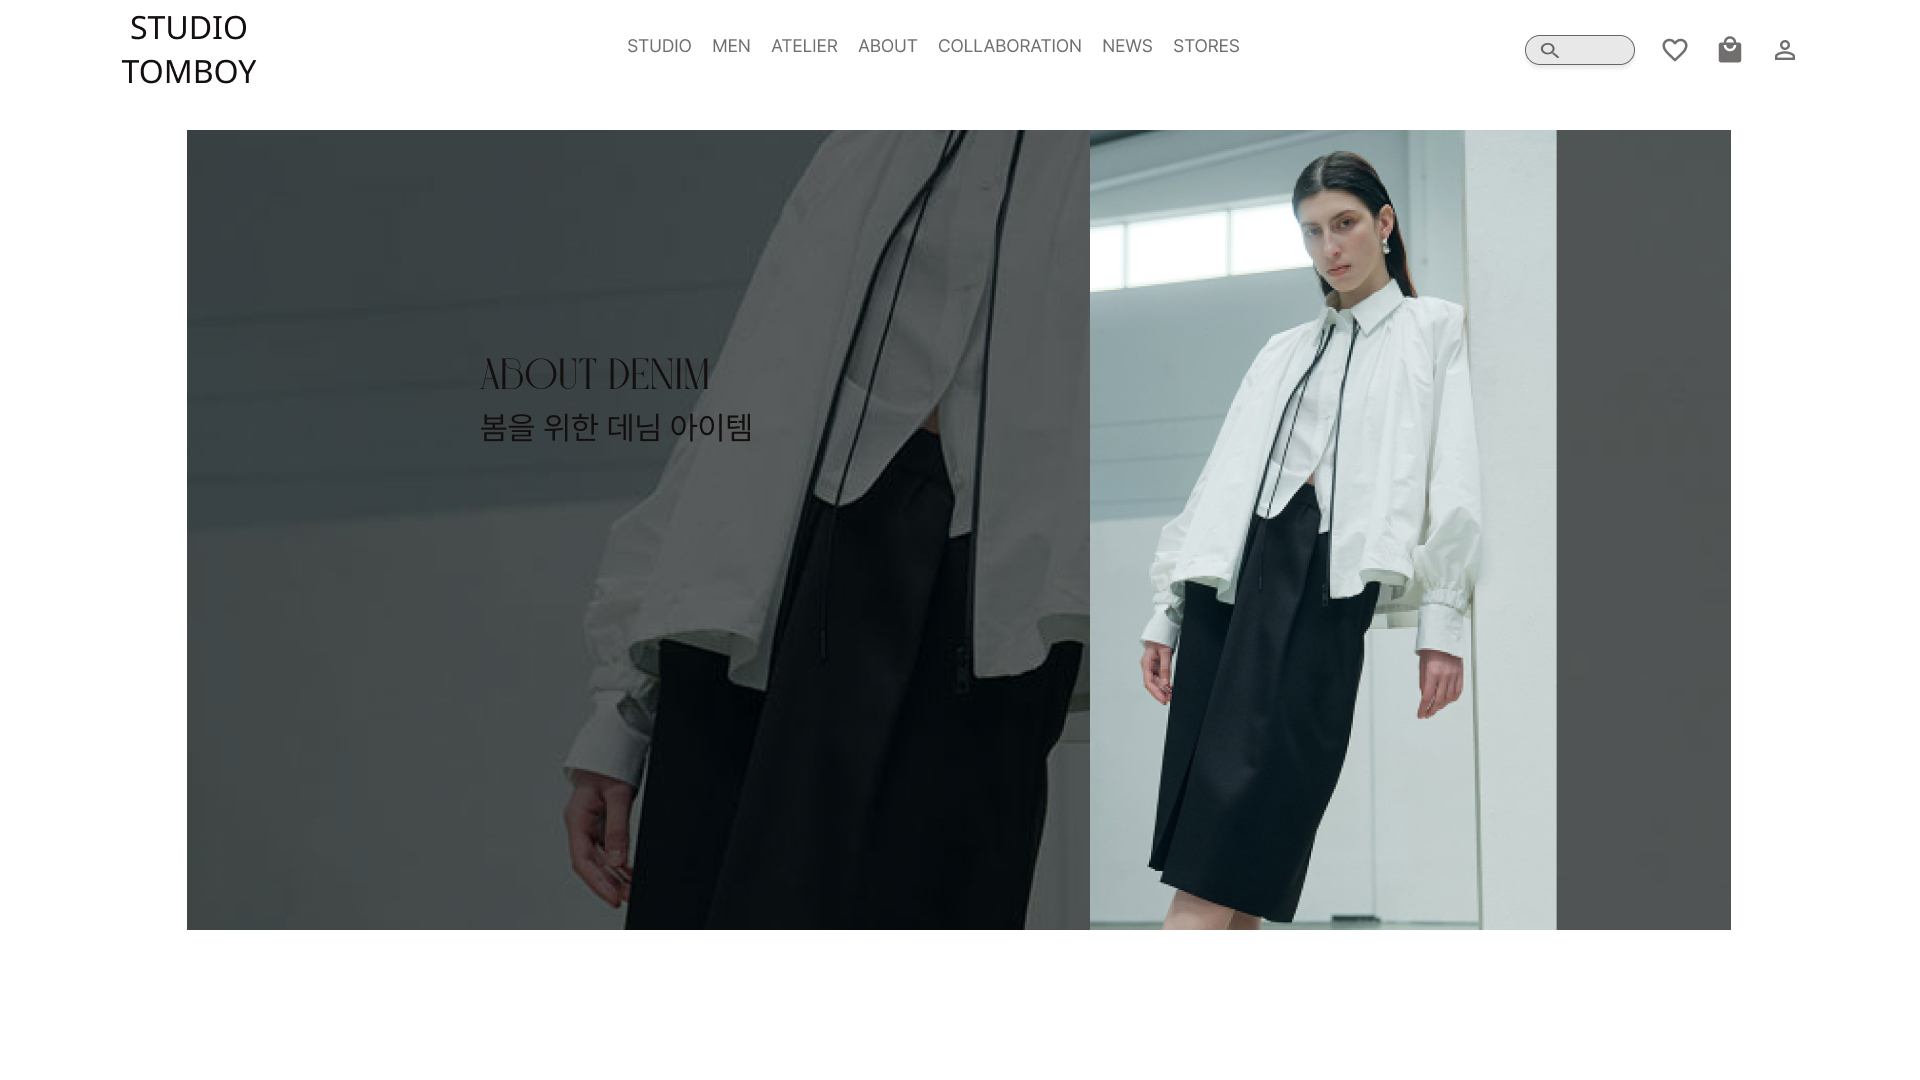 STUDIO
TOMBOY
STUDIO MEN ATELIER ABOUT COLLABORATION NEWS STORES
ABOUT DENIM
봄을 위한 데님 아이템